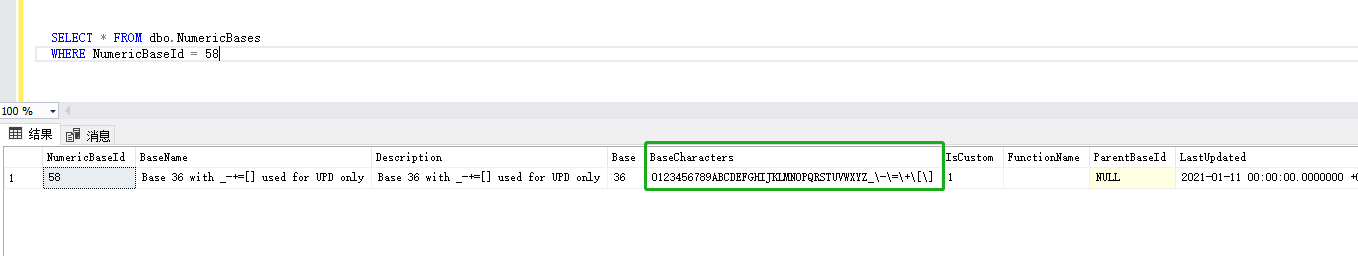 SELECT * FROM dbo.NumericBases
WHERE NumericBaseId = 58
100 %
结果 消息
NumericBaseId BaseName Description Base BaseCharacters IsCustom FunctionName ParentBaseId LastUpdated
1 58 Base 36 with _-+=[] used for UPD only Base 36 with _-+=[] used for UPD only 36 0123456789ABCDEFGHIJKLMNOPQRSTUVWXYZ_\-\=\+\[\] 1 NULL 2021-01-11 00:00:00.0000000 +0